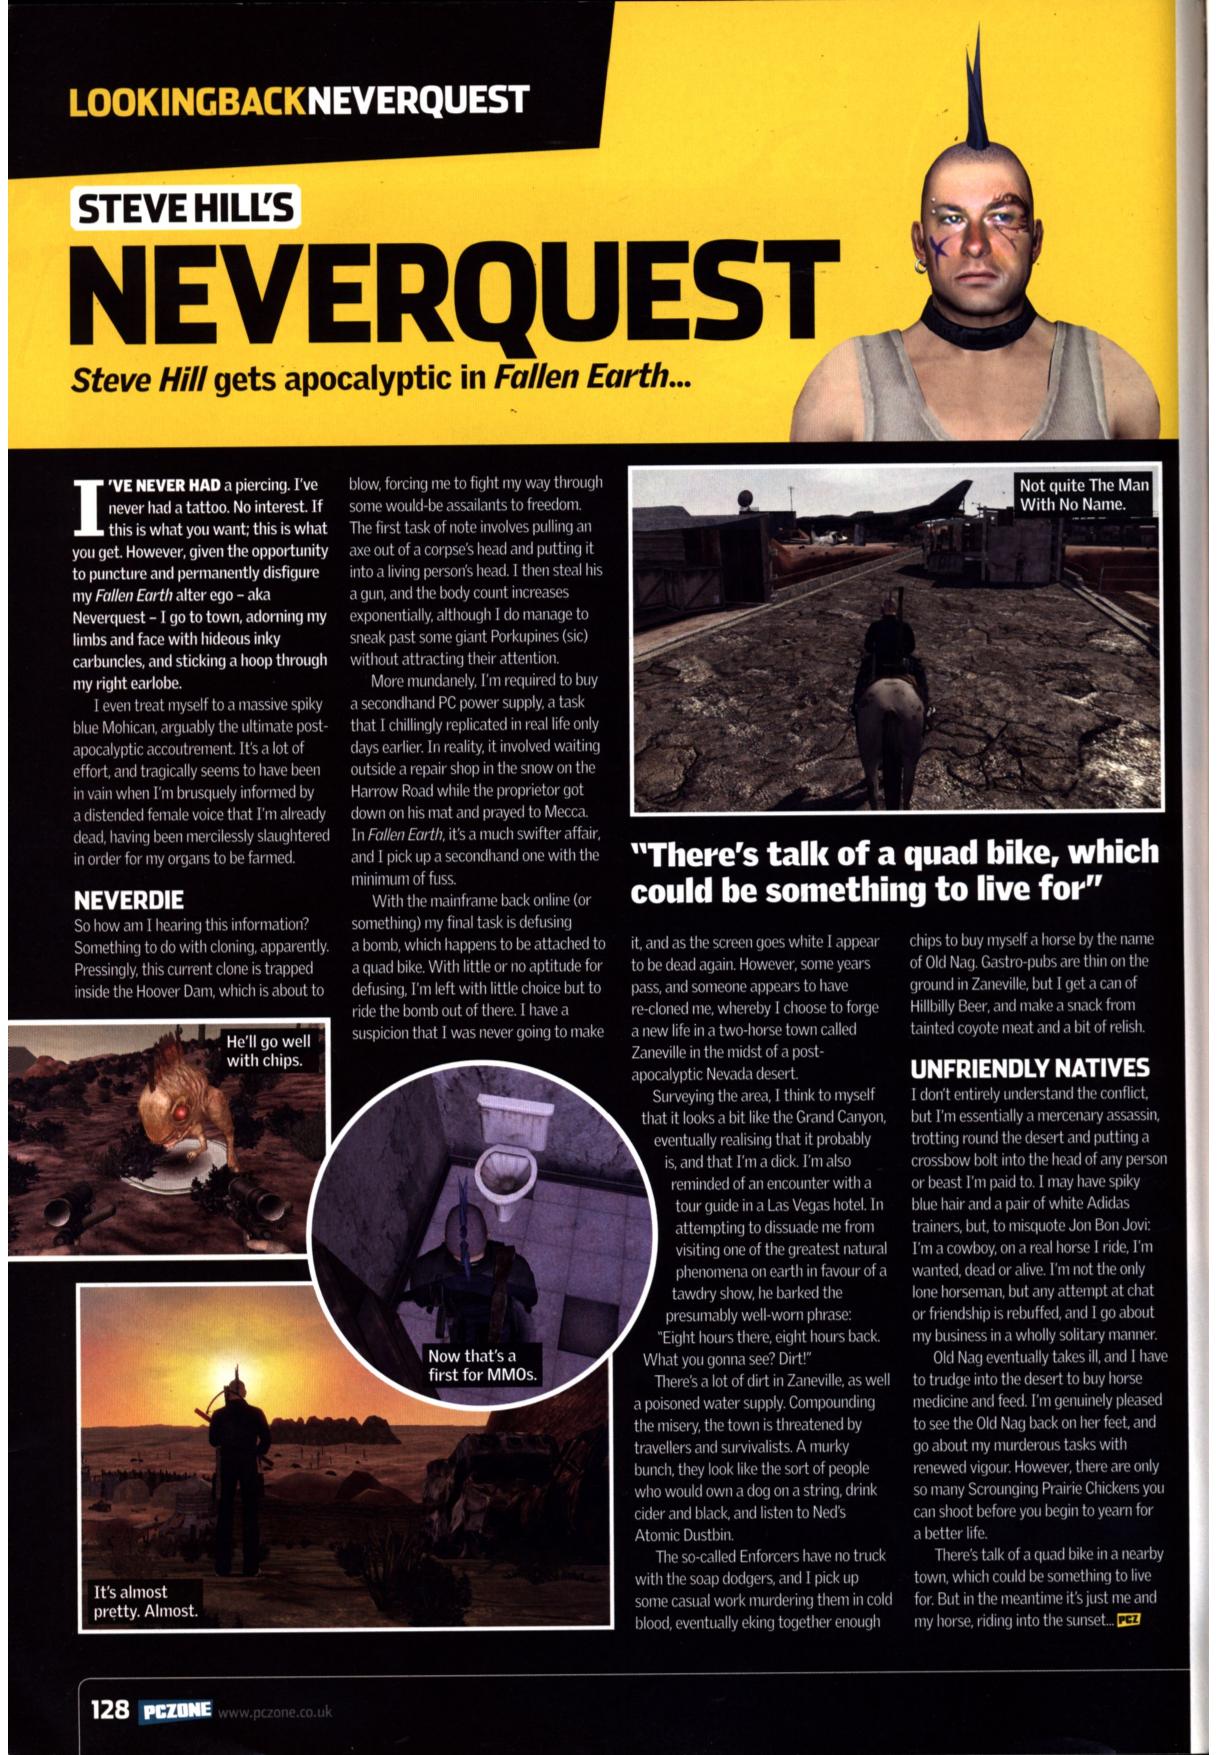 LOOKINGBACKNEVERQUEST
STEVE HILL'S
NEVERQUEST
Steve Hill gets apocalyptic in Fallen Earth...
I'VE NEVER HAD a piercing. I've
never had a tattoo. No interest. If
this is what you want; this is what
you get. However, given the opportunity
to puncture and permanently disfigure
my Fallen Earth alter ego – aka
Neverquest – I go to town, adorning my
limbs and face with hideous inky
carbuncles, and sticking a hoop through
my right earlobe.
I even treat myself to a massive spiky
blue Mohican, arguably the ultimate post-
apocalyptic accoutrement. It's a lot of
effort, and tragically seems to have been
in vain when I'm brusquely informed by
a distended female voice that I'm already
dead, having been mercilessly slaughtered
in order for my organs to be farmed.
NEVERDIE
So how am I hearing this information?
Something to do with cloning, apparently.
Pressingly, this current clone is trapped
inside the Hoover Dam, which is about to
blow, forcing me to fight my way through
some would-be assailants to freedom.
The first task of note involves pulling an
axe out of a corpse's head and putting it
into a living person's head. I then steal his
a gun, and the body count increases
exponentially, although I do manage to
sneak past some giant Porkupines (sic)
without attracting their attention.
More mundanely, I'm required to buy
a secondhand PC power supply, a task
that I chillingly replicated in real life only
days earlier. In reality, it involved waiting
outside a repair shop in the snow on the
Harrow Road while the proprietor got
down on his mat and prayed to Mecca.
In Fallen Earth, it's a much swifter affair,
and I pick up a secondhand one with the
minimum of fuss.
With the mainframe back online (or
something) my final task is defusing
a bomb, which happens to be attached to
a quad bike. With little or no aptitude for
defusing, I'm left with little choice but to
ride the bomb out of there. I have a
suspicion that I was never going to make
Not quite The Man
With No Name.
"There's talk of a quad bike, which
could be something to live for"
it, and as the screen goes white I appear
to be dead again. However, some years
pass, and someone appears to have
re-cloned me, whereby I choose to forge
a new life in a two-horse town called
Zaneville in the midst of a post-
apocalyptic Nevada desert.
Surveying the area, I think to myself
that it looks a bit like the Grand Canyon,
eventually realising that it probably
is, and that I'm a dick. I'm also
reminded of an encounter with a
tour guide in a Las Vegas hotel. In
attempting to dissuade me from
visiting one of the greatest natural
phenomena on earth in favour of a
tawdry show, he barked the
presumably well-worn phrase:
"Eight hours there, eight hours back.
What you gonna see? Dirt!"
There's a lot of dirt in Zaneville, as well
a poisoned water supply. Compounding
the misery, the town is threatened by
travellers and survivalists. A murky
bunch, they look like the sort of people
who would own a dog on a string, drink
cider and black, and listen to Ned's
Atomic Dustbin.
The so-called Enforcers have no truck
with the soap dodgers, and I pick up
some casual work murdering them in cold
blood, eventually eking together enough
chips to buy myself a horse by the name
of Old Nag. Gastro-pubs are thin on the
ground in Zaneville, but I get a can of
Hillbilly Beer, and make a snack from
tainted coyote meat and a bit of relish.
UNFRIENDLY NATIVES
I don't entirely understand the conflict,
but I'm essentially a mercenary assassin,
trotting round the desert and putting a
crossbow bolt into the head of any person
or beast I'm paid to. I may have spiky
blue hair and a pair of white Adidas
trainers, but, to misquote Jon Bon Jovi:
I'm a cowboy, on a real horse I ride, I'm
wanted, dead or alive. I'm not the only
lone horseman, but any attempt at chat
or friendship is rebuffed, and I go about
my business in a wholly solitary manner.
Old Nag eventually takes ill, and I have
to trudge into the desert to buy horse
medicine and feed. I'm genuinely pleased
to see the Old Nag back on her feet, and
go about my murderous tasks with
renewed vigour. However, there are only
so many Scrounging Prairie Chickens you
can shoot before you begin to yearn for
a better life.
There's talk of a quad bike in a nearby
town, which could be something to live
for. But in the meantime it's just me and
my horse, riding into the sunset... PCZ
He'll go well
with chips.
Now that's a
first for MMOs.
It's almost
pretty. Almost.
128 PCZONE www.pczone.co.uk